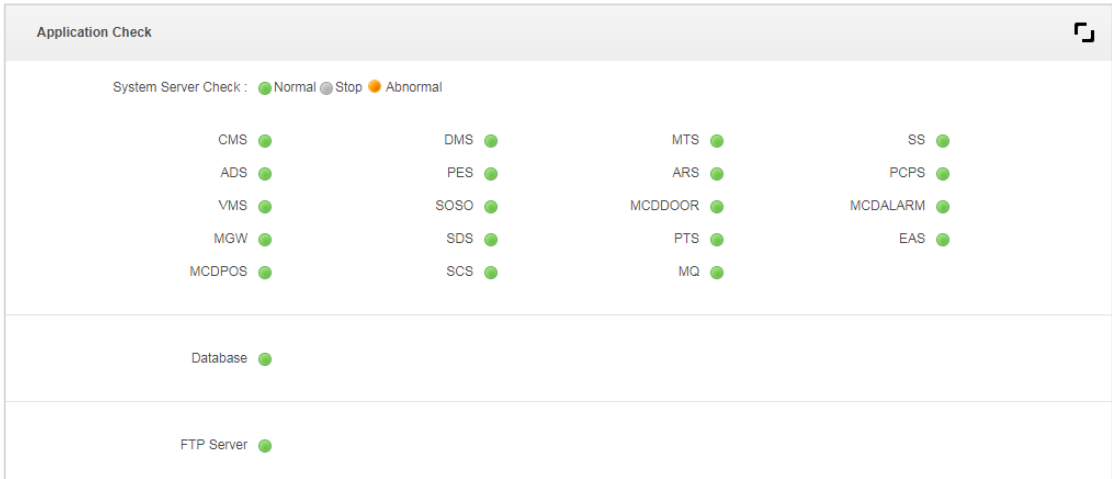 Application Check
System Server Check : Normal Stop Abnormal
CMS DMS MTS SS
ADS PES ARS PCPS
VMS SOSO MCDDOOR MCDALARM
MGW SDS PTS EAS
MCDPOS SCS MQ
Database
FTP Server